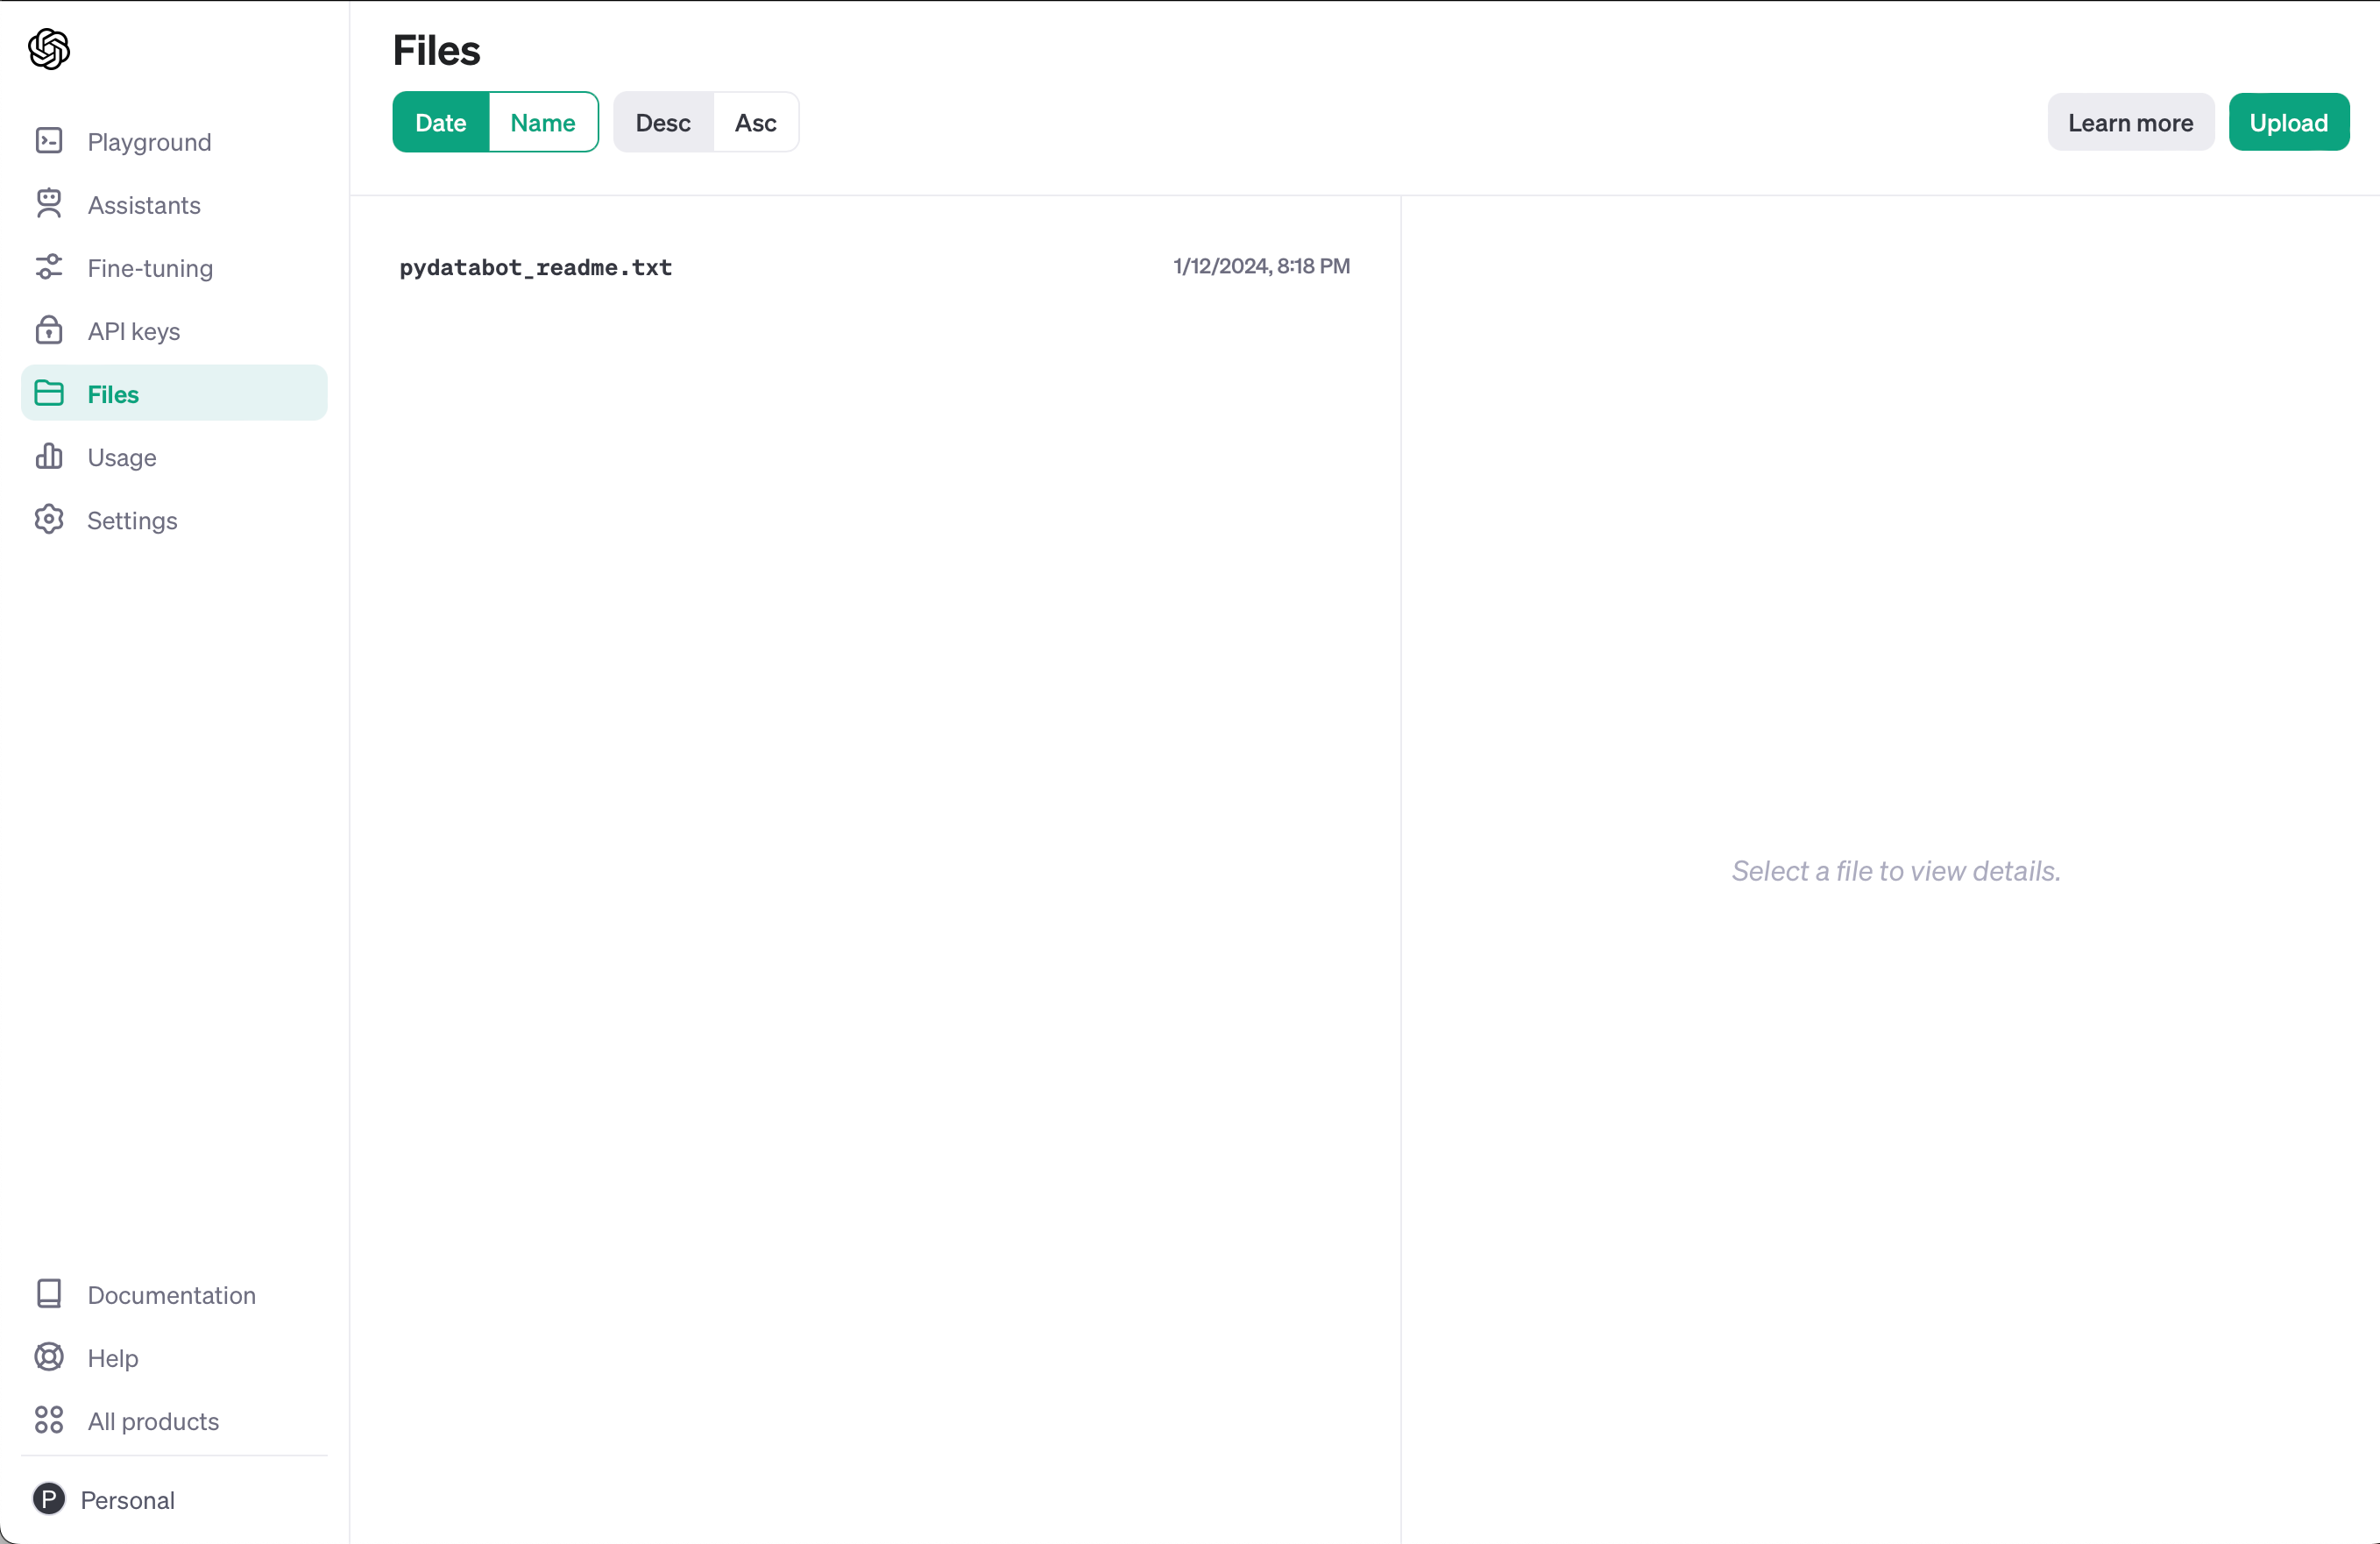 Files
Date Name Desc Asc
Learn more Upload
Playground
Assistants
Fine-tuning
API keys
Files
Usage
Settings
pydatabot_readme.txt 1/12/2024, 8:18 PM
Select a file to view details.
Documentation
Help
All products
P Personal